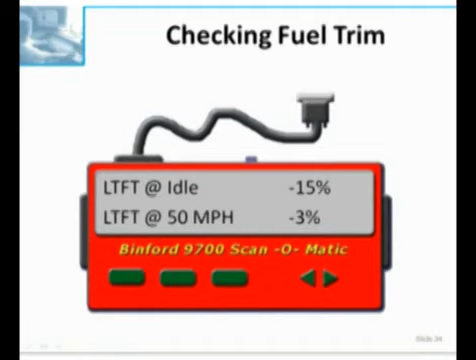 Checking Fuel Trim
LTFT @ Idle -15%
LTFT @ 50 MPH -3%
Binford 9700 Scan -O- Matic
Slide 34